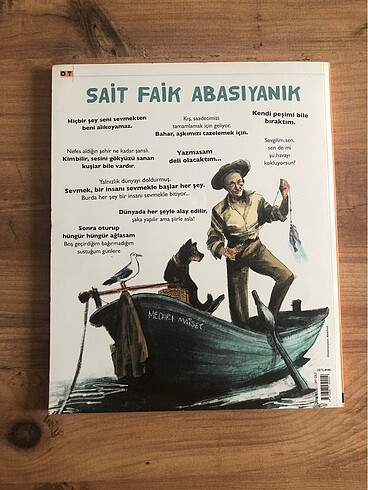 OT
SAİT FAİK ABASIYANIK
Hiçbir şey seni sevmekten
beni alıkoyamaz.
Kış, saadetimizi
tamamlamak için geliyor.
Bahar, aşkımızı tazelemek için.
Kendi peşimi bile
bıraktım.
Nefes aldığın şehir ne kadar şanslı.
Kimbilir, sesini gökyüzü sanan
kuşlar bile vardır.
Yazmasam
deli olacaktım...
Sevgilim sen,
sen de mi
şu havayı
kokluyorsun?
Yalnızlık dünyayı doldurmuş.
Sevmek, bir insanı sevmekle başlar her şey.
Burda her şey bir insanı sevmekle bitiyor...
Dünyada her şeyle alay edilir,
şaka yapılır ama şiirle asla!
Sonra oturup
hüngür hüngür ağlasam
Boş geçirdiğim bağırmadığım
sustuğum günlere
MEDARI MAİŞET